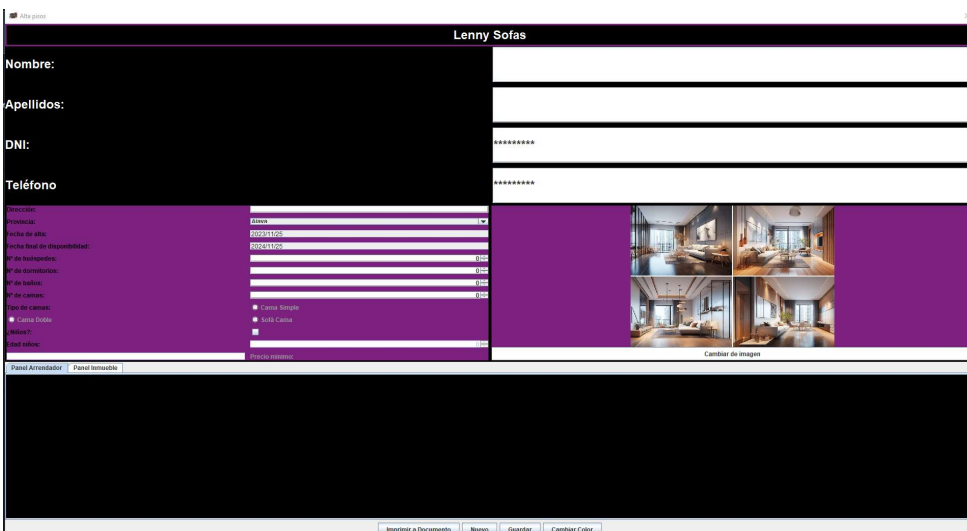 Alta pisos
Lenny Sofas
Nombre:
Apellidos:
DNI: *********
Teléfono *********
Dirección:
Provincia: Alava
Fecha de alta: 2023/11/25
Fecha final de disponibilidad: 2024/11/25
Nº de huéspedes: 0
Nº de dormitorios: 0
Nº de baños: 0
Nº de camas: 0
Tipo de camas: Cama Simple
Cama Doble Sofá Cama
¿Niños?:
Edad niños:
Precio mínimo:
Cambiar de imagen
Panel Arrendador Panel Inmueble
Imprimir a Documento Nuevo Guardar Cambiar Color